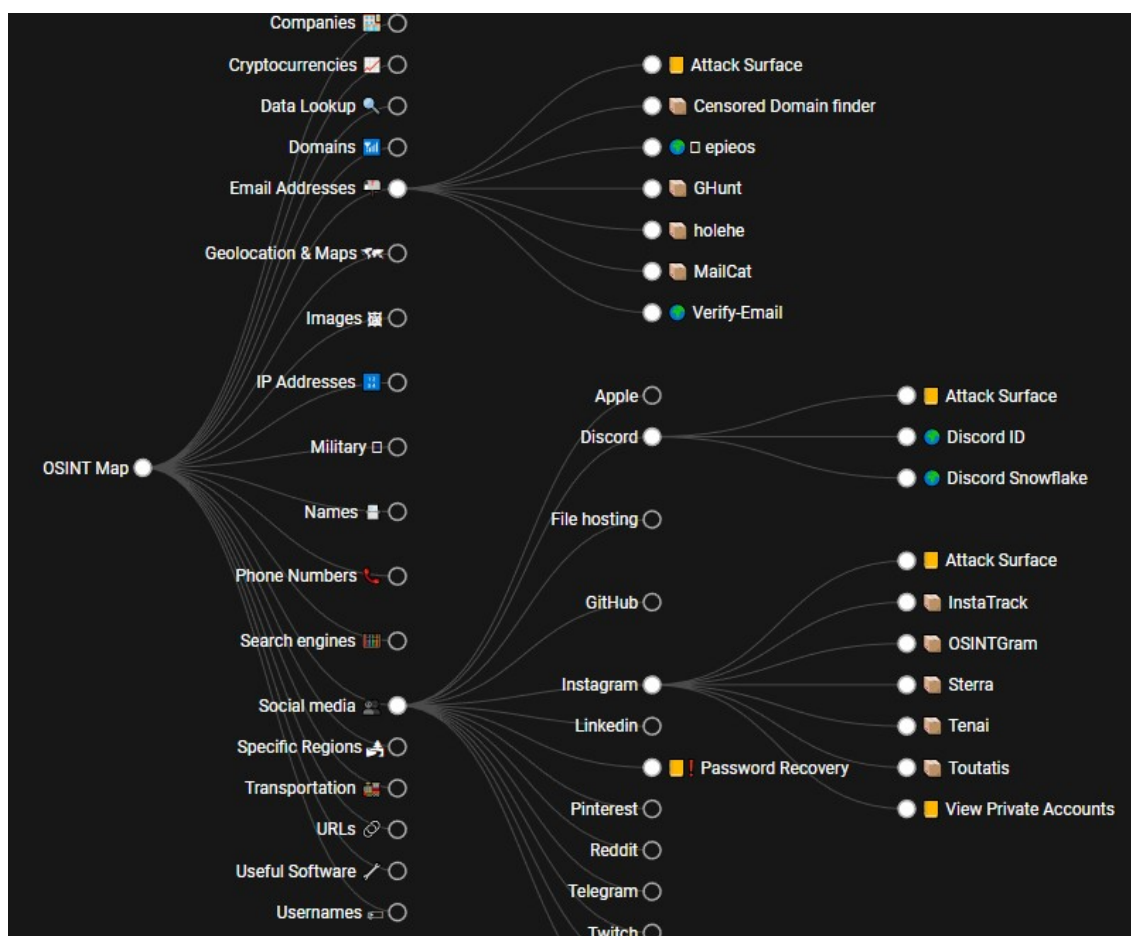 OSINT Map
Companies
Cryptocurrencies
Data Lookup
Domains
Email Addresses
Geolocation & Maps
Images
IP Addresses
Military
Names
Phone Numbers
Search engines
Social media
Specific Regions
Transportation
URLs
Useful Software
Usernames
Attack Surface
Censored Domain finder
epieos
GHunt
holehe
MailCat
Verify-Email
Apple
Discord
File hosting
GitHub
Instagram
Linkedin
Password Recovery
Pinterest
Reddit
Telegram
Twitch
Attack Surface
Discord ID
Discord Snowflake
Attack Surface
InstaTrack
OSINTGram
Sterra
Tenai
Toutatis
View Private Accounts